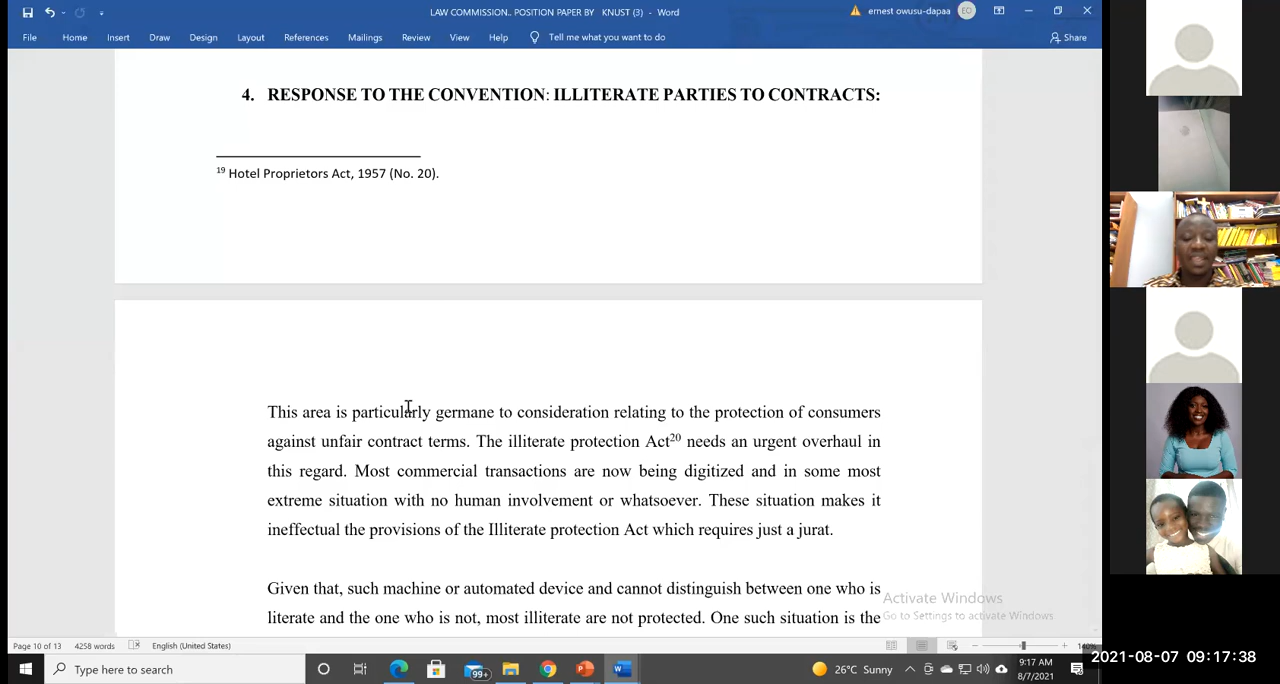 LAW COMMISSION.. POSITION PAPER BY KNUST (3) - Word
ernest owusu-dapaa
EO
File Home Insert Draw Design Layout References Mailings Review View Help Tell me what you want to do
Share
4. RESPONSE TO THE CONVENTION: ILLITERATE PARTIES TO CONTRACTS:
19 Hotel Proprietors Act, 1957 (No. 20).
This area is particularly germane to consideration relating to the protection of consumers
against unfair contract terms. The illiterate protection Act20 needs an urgent overhaul in
this regard. Most commercial transactions are now being digitized and in some most
extreme situation with no human involvement or whatsoever. These situation makes it
ineffectual the provisions of the Illiterate protection Act which requires just a jurat.
Given that, such machine or automated device and cannot distinguish between one who is
literate and the one who is not, most illiterate are not protected. One such situation is the
Activate Windows
Go to Settings to activate Windows.
Page 10 of 13 4258 words English (United States)
140%
Type here to search
99+
26°C Sunny
9:17 AM
8/7/2021
2021-08-07 09:17:38